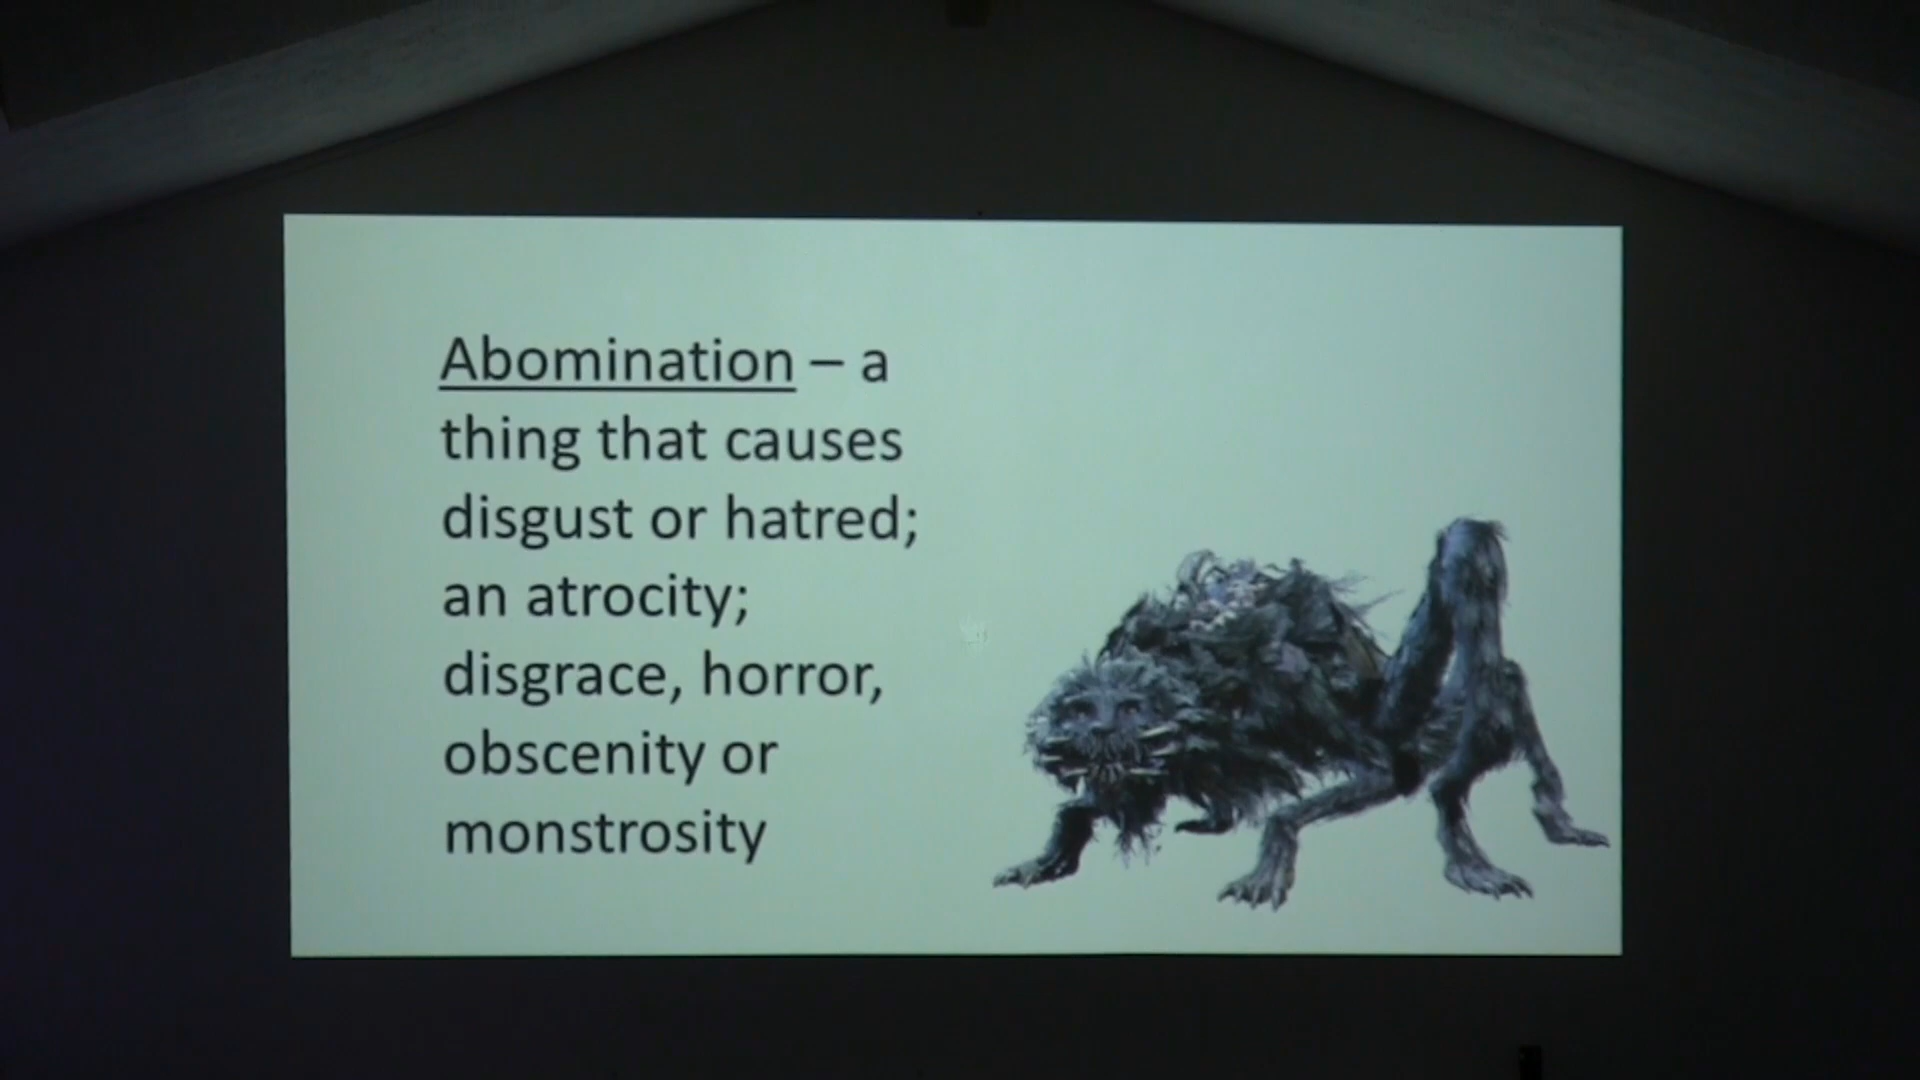 Abomination – a
thing that causes
disgust or hatred;
an atrocity;
disgrace, horror,
obscenity or
monstrosity